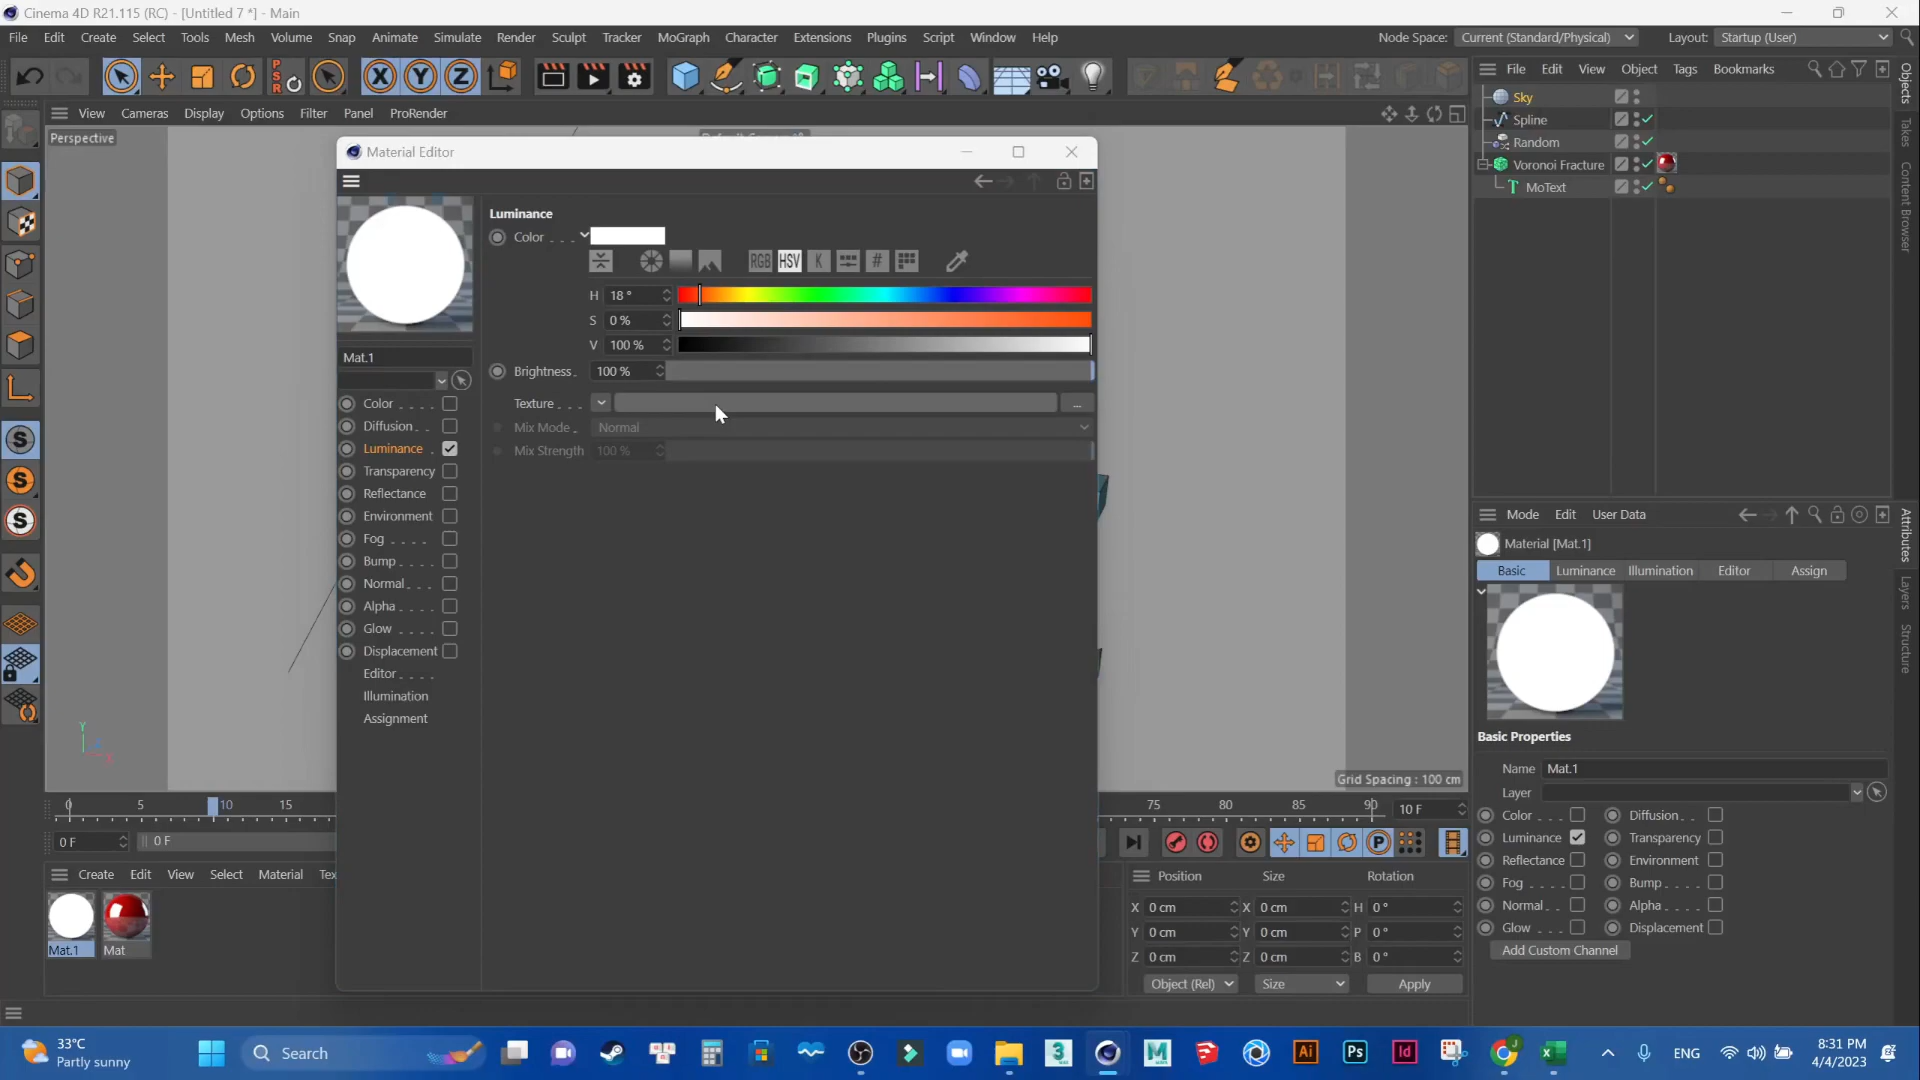 Cinema 4D R21.115 (RC) - [Untitled 7 *] - Main
File Edit Create Select Tools Mesh Volume Snap Animate Simulate Render Sculpt Tracker MoGraph Character Extensions Plugins Script Window Help Node Space: Current (Standard/Physical) Layout: Startup (User)
File Edit View Object Tags Bookmarks
View Cameras Display Options Filter Panel ProRender
Perspective
Sky
Spline
Random
Voronoi Fracture
MoText
Objects
Takes
Content Browser
Attributes
Layers
Structure
Material Editor
Luminance
Color
RGB HSV K #
H 18 °
S 0 %
V 100 %
Brightness 100 %
Texture ...
Mix Mode Normal
Mix Strength 100 %
Mat.1
Color
Diffusion
Luminance
Transparency
Reflectance
Environment
Fog
Bump
Normal
Alpha
Glow
Displacement
Editor
Illumination
Assignment
Mode Edit User Data
Material [Mat.1]
Basic Luminance Illumination Editor Assign
Basic Properties
Name Mat.1
Layer
Color Diffusion
Luminance Transparency
Reflectance Environment
Fog Bump
Normal Alpha
Glow Displacement
Add Custom Channel
Y
Grid Spacing : 100 cm
0 5 10 15 75 80 85 90 10 F
0 F 0 F
Create Edit View Select Material
Mat.1 Mat
Position Size Rotation
X 0 cm X 0 cm H 0 °
Y 0 cm Y 0 cm P 0 °
Z 0 cm Z 0 cm B 0 °
Object (Rel) Size Apply
33°C
Partly sunny
Search
ENG
8:31 PM
4/4/2023